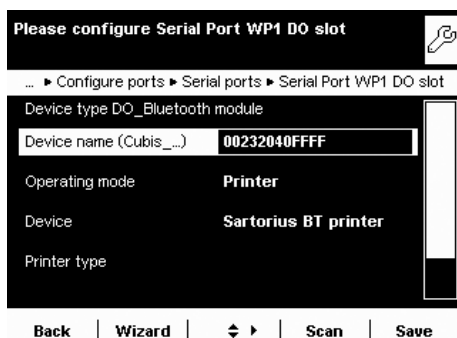 Please configure Serial Port WP1 DO slot
... ▸ Configure ports ▸ Serial ports ▸ Serial Port WP1 DO slot
Device type DO_Bluetooth module
Device name (Cubis_...) 00232040FFFF
Operating mode Printer
Device Sartorius BT printer
Printer type
Back Wizard Scan Save